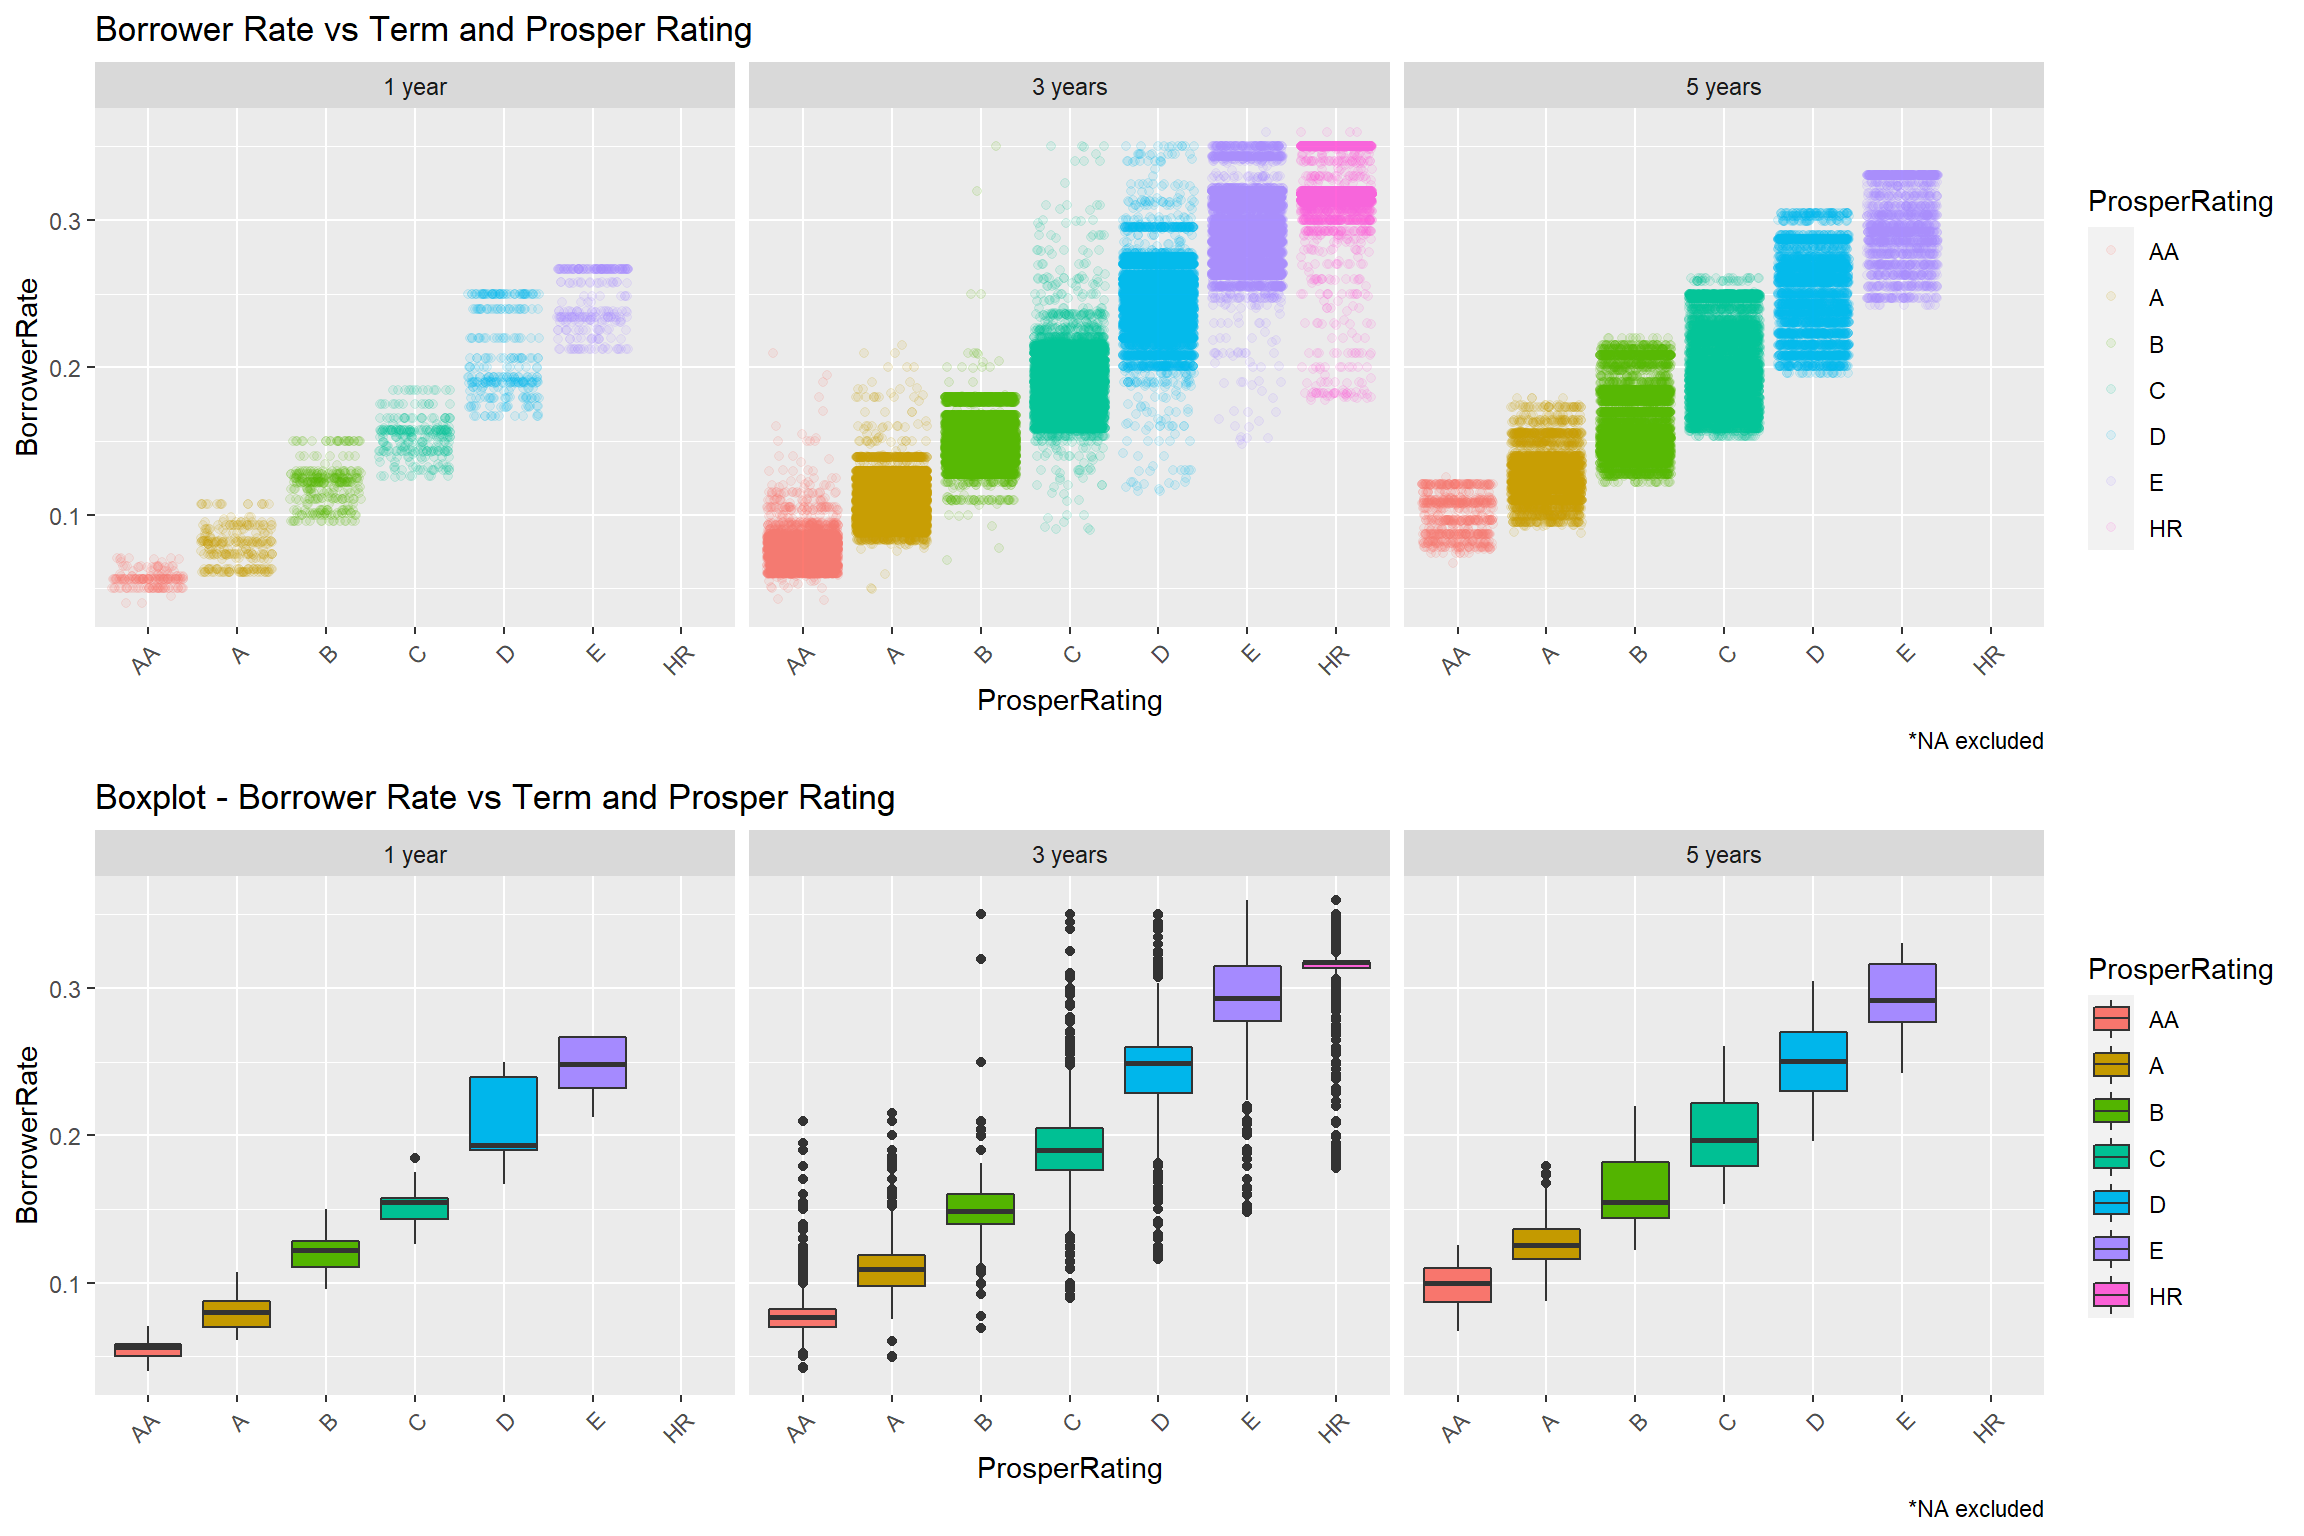 Borrower Rate vs Term and Prosper Rating
1 year
3 years
5 years
BorrowerRate
0.3
0.2
0.1
AA
A
B
C
D
E
HR
AA
A
B
C
D
E
HR
AA
A
B
C
D
E
HR
ProsperRating
*NA excluded
ProsperRating
AA
A
B
C
D
E
HR
Boxplot - Borrower Rate vs Term and Prosper Rating
1 year
3 years
5 years
BorrowerRate
0.3
0.2
0.1
AA
A
B
C
D
E
HR
AA
A
B
C
D
E
HR
AA
A
B
C
D
E
HR
ProsperRating
*NA excluded
ProsperRating
AA
A
B
C
D
E
HR